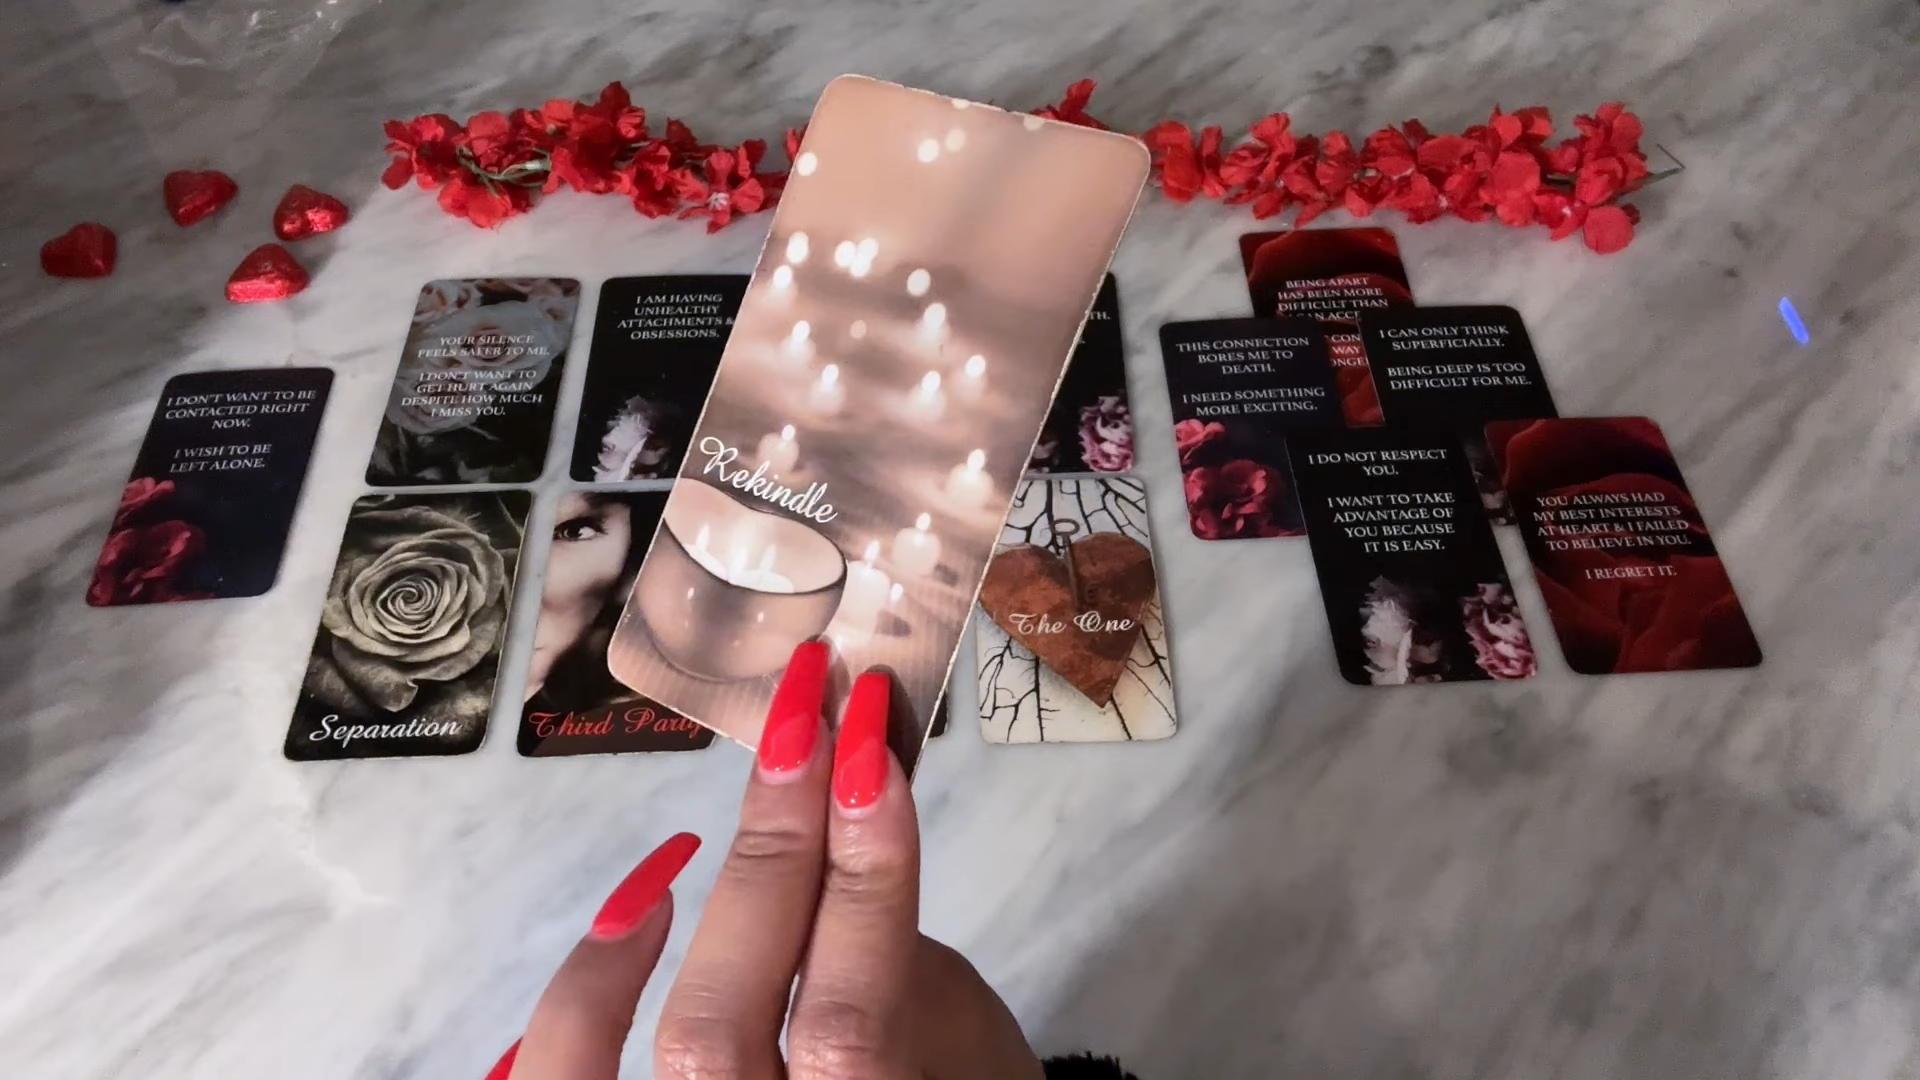 I DON'T WANT TO BE
CONTACTED RIGHT
NOW.
I WISH TO BE
LEFT ALONE.
YOUR SILENCE
FEELS SAFER TO ME.
I DON'T WANT TO
GET HURT AGAIN
DESPITE HOW MUCH
I MISS YOU.
I AM HAVING
UNHEALTHY
ATTACHMENTS &
OBSESSIONS.
Rekindle
Separation
Third Party
The One
BEING APART
HAS BEEN MORE
DIFFICULT THAN
I CAN
WAY
THIS CONNECTION
BORES ME TO
DEATH.
I NEED SOMETHING
MORE EXCITING.
I CAN ONLY THINK
SUPERFICIALLY.
BEING DEEP IS TOO
DIFFICULT FOR ME.
I DO NOT RESPECT
YOU.
I WANT TO TAKE
ADVANTAGE OF
YOU BECAUSE
IT IS EASY.
YOU ALWAYS HAD
MY BEST INTERESTS
AT HEART & I FAILED
TO BELIEVE IN YOU.
I REGRET IT.